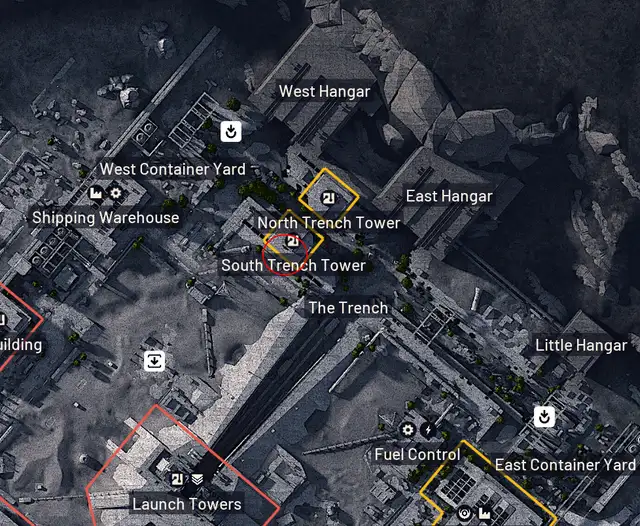 West Hangar
West Container Yard
East Hangar
Shipping Warehouse
North Trench Tower
South Trench Tower
The Trench
uilding
Little Hangar
Fuel Control
East Container Yard
Launch Towers